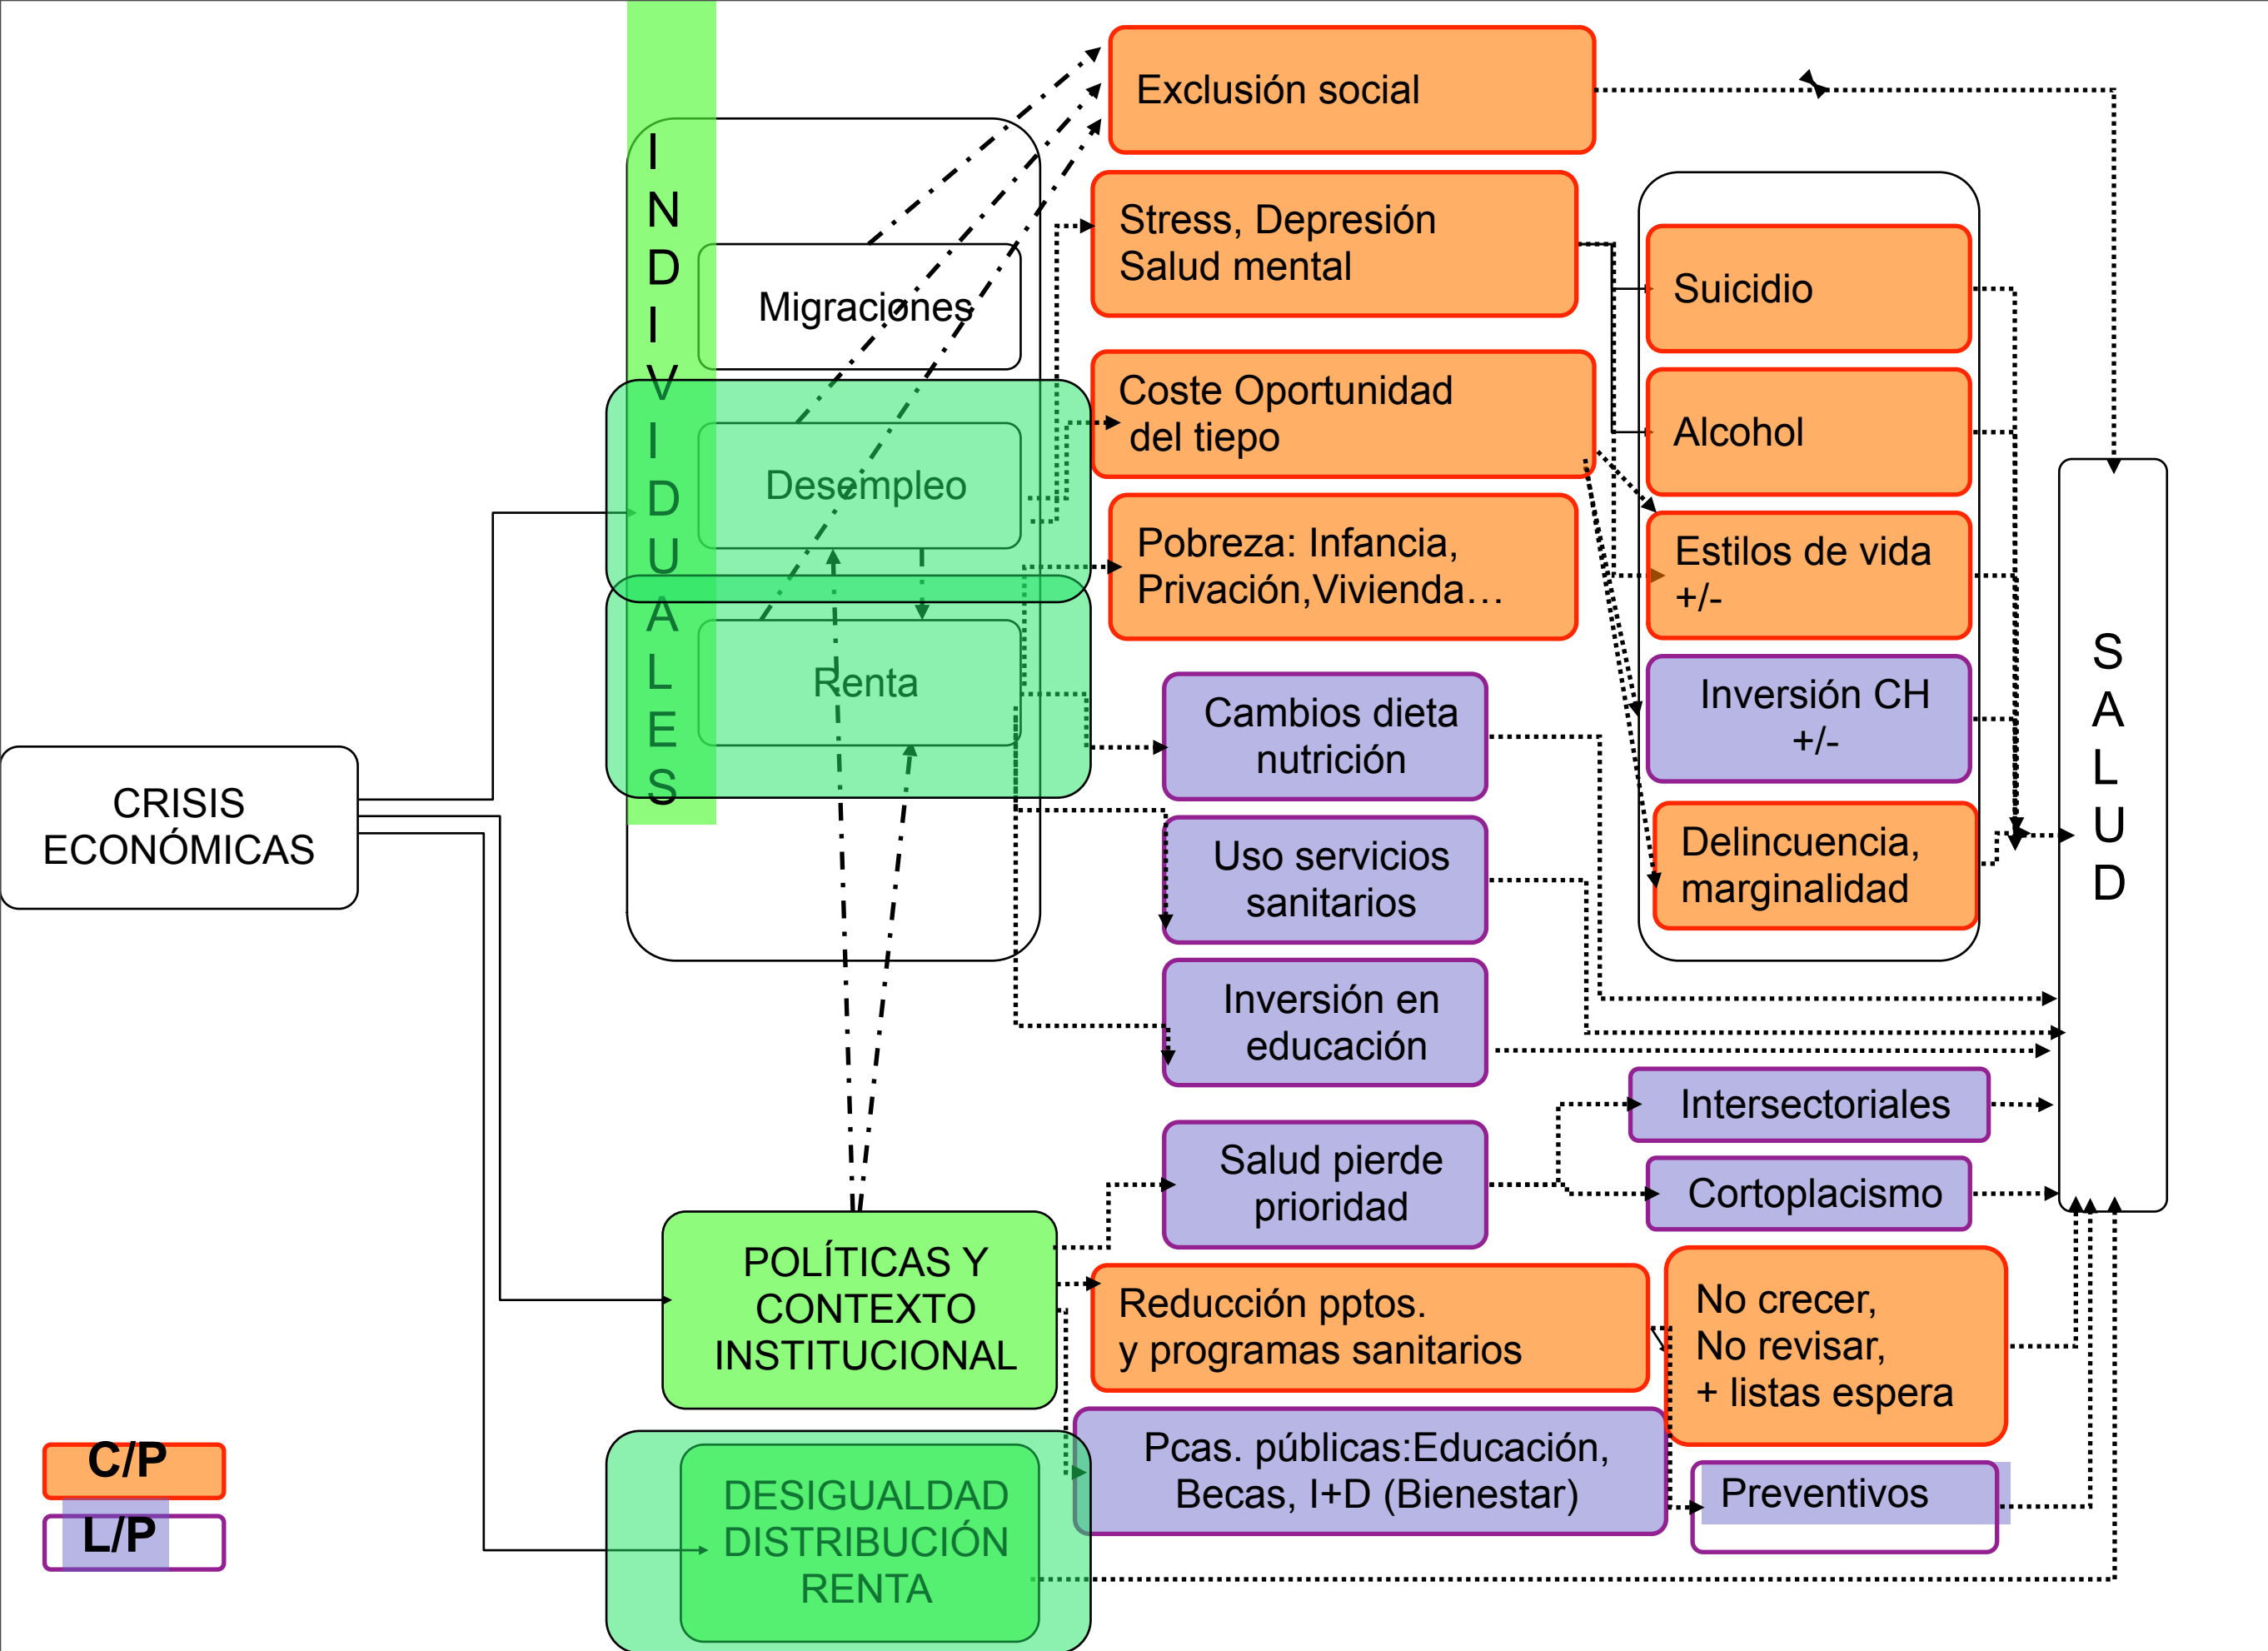 CRISIS
ECONÓMICAS
C/P
L/P
I
N
D
I
V
I
D
U
A
L
E
S
Migraciones
Desempleo
Renta
POLÍTICAS Y
CONTEXTO
INSTITUCIONAL
DESIGUALDAD
DISTRIBUCIÓN
RENTA
Exclusión social
Stress, Depresión
Salud mental
Coste Oportunidad
del tiepo
Pobreza: Infancia,
Privación,Vivienda…
Cambios dieta
nutrición
Uso servicios
sanitarios
Inversión en
educación
Salud pierde
prioridad
Reducción pptos.
y programas sanitarios
Pcas. públicas:Educación,
Becas, I+D (Bienestar)
Suicidio
Alcohol
Estilos de vida
+/-
Inversión CH
+/-
Delincuencia,
marginalidad
Intersectoriales
Cortoplacismo
No crecer,
No revisar,
+ listas espera
Preventivos
S
A
L
U
D